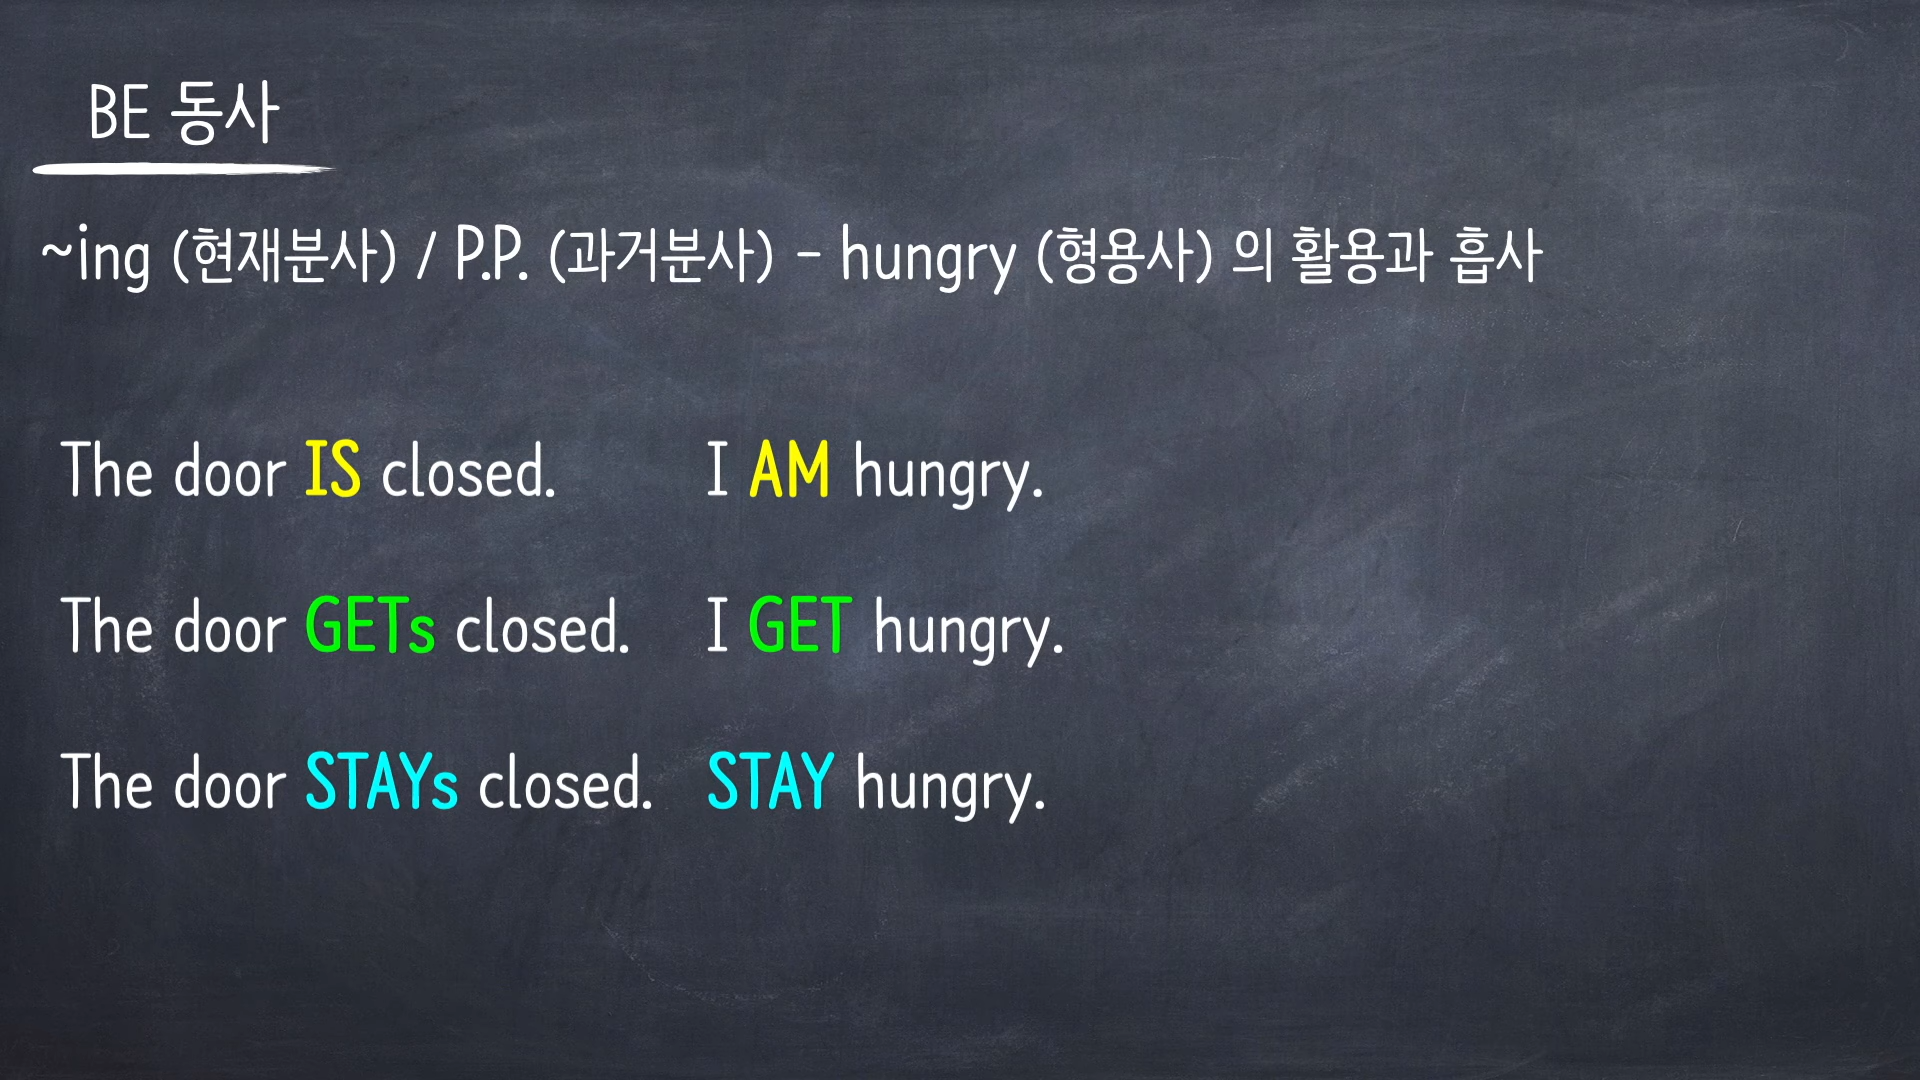 BE 동사
~ing (현재분사) / P.P. (과거분사) - hungry (형용사) 의 활용과 흡사
The door IS closed. I AM hungry.
The door GETs closed. I GET hungry.
The door STAYs closed. STAY hungry.